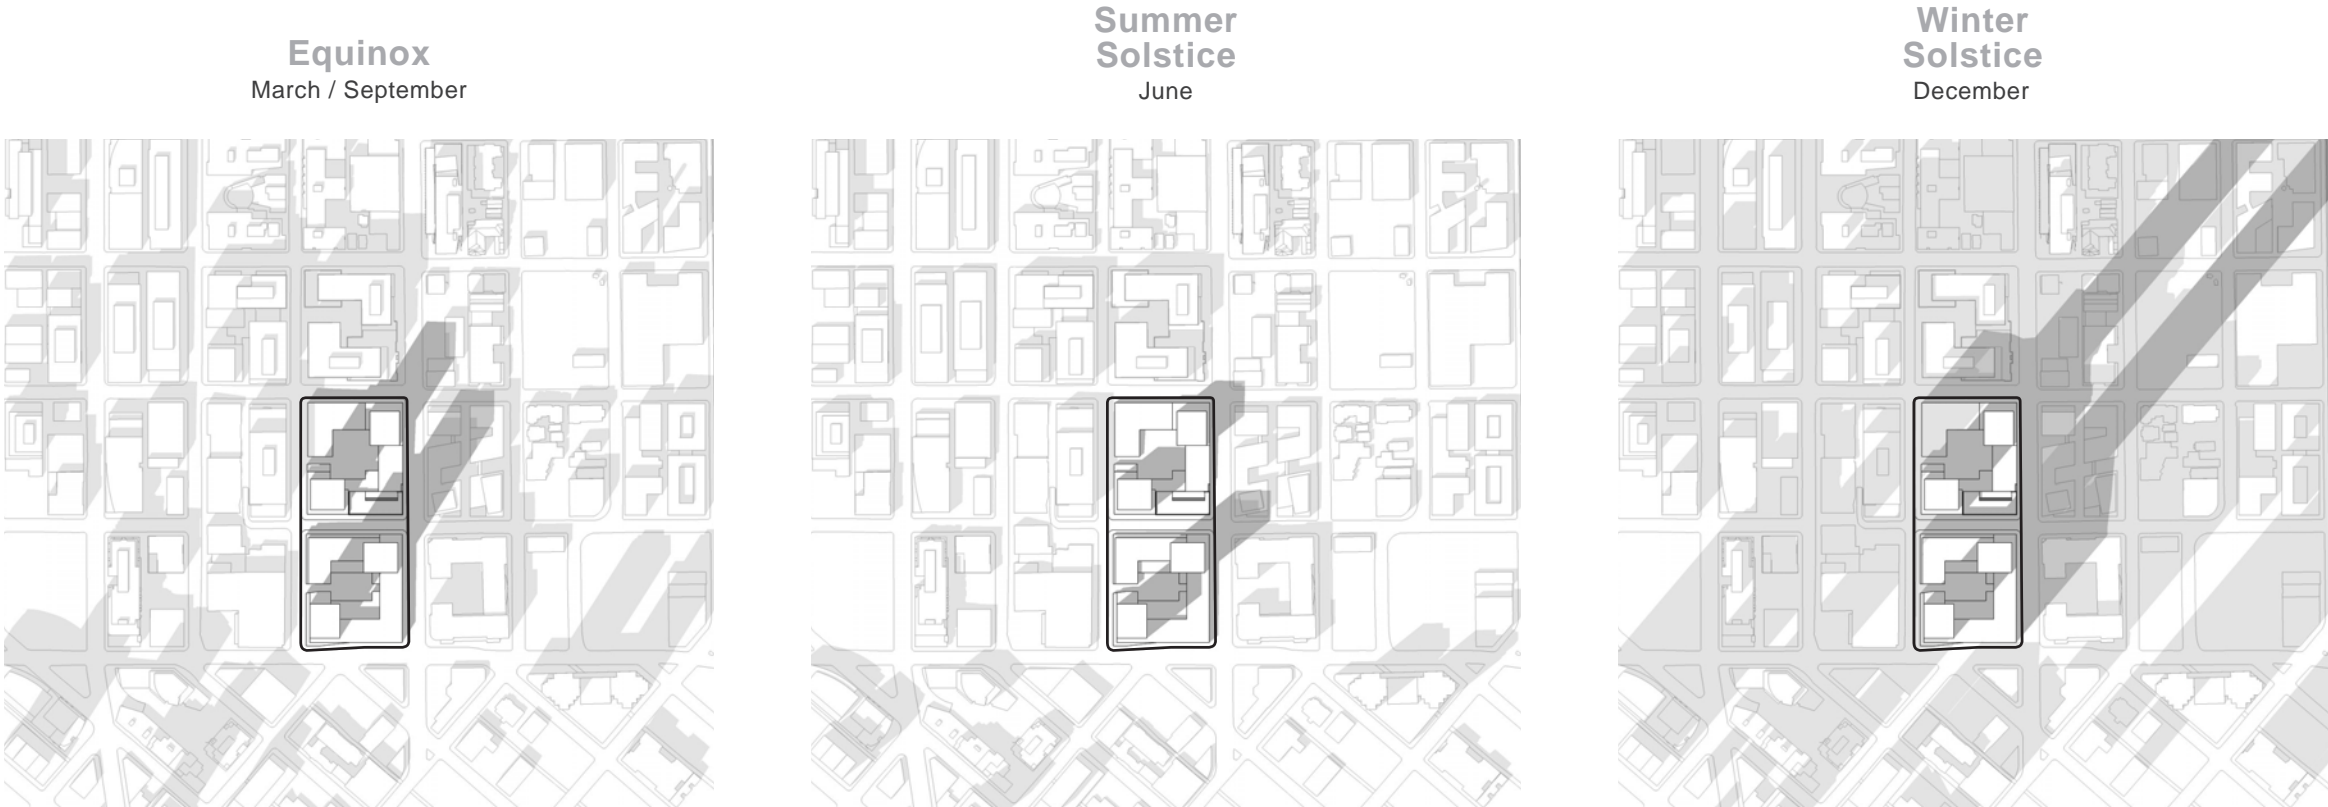 Equinox
March / September
Summer
Solstice
June
Winter
Solstice
December